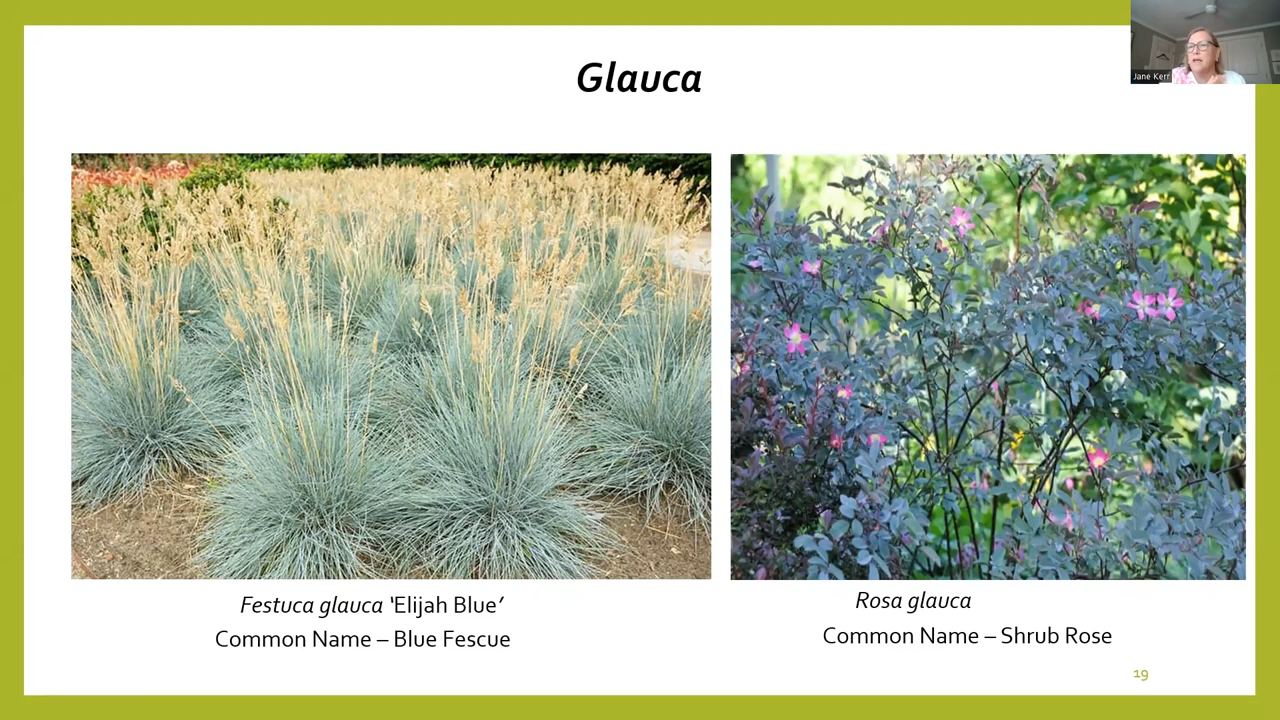 Glauca
Jane Kerr
Festuca glauca ‘Elijah Blue’
Common Name – Blue Fescue
Rosa glauca
Common Name – Shrub Rose
19